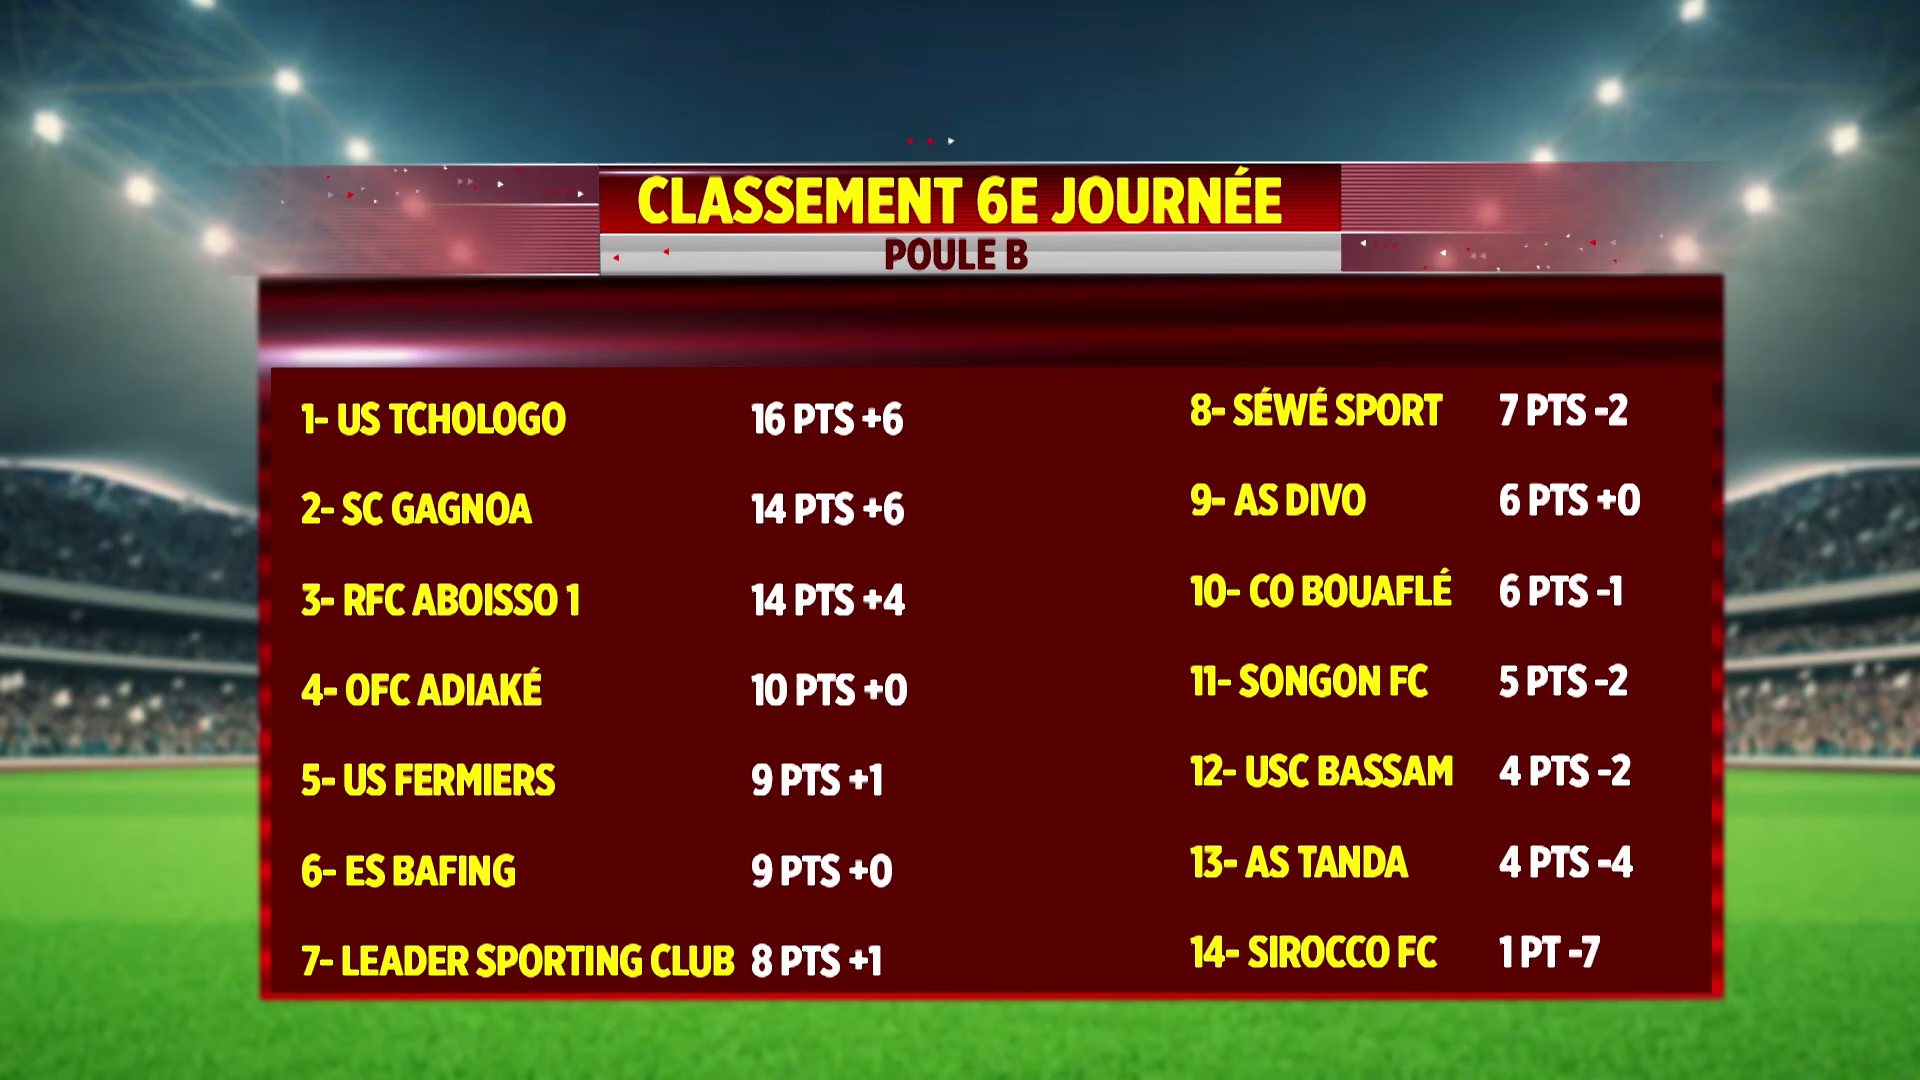 CLASSEMENT 6E JOURNÉE
POULE B
1- US TCHOLOGO 16 PTS +6
2- SC GAGNOA 14 PTS +6
3- RFC ABOISSO 1 14 PTS +4
4- OFC ADIAKÉ 10 PTS +0
5- US FERMIERS 9 PTS +1
6- ES BAFING 9 PTS +0
7- LEADER SPORTING CLUB 8 PTS +1
8- SÉWÉ SPORT 7 PTS -2
9- AS DIVO 6 PTS +0
10- CO BOUAFLÉ 6 PTS -1
11- SONGON FC 5 PTS -2
12- USC BASSAM 4 PTS -2
13- AS TANDA 4 PTS -4
14- SIROCCO FC 1 PT -7